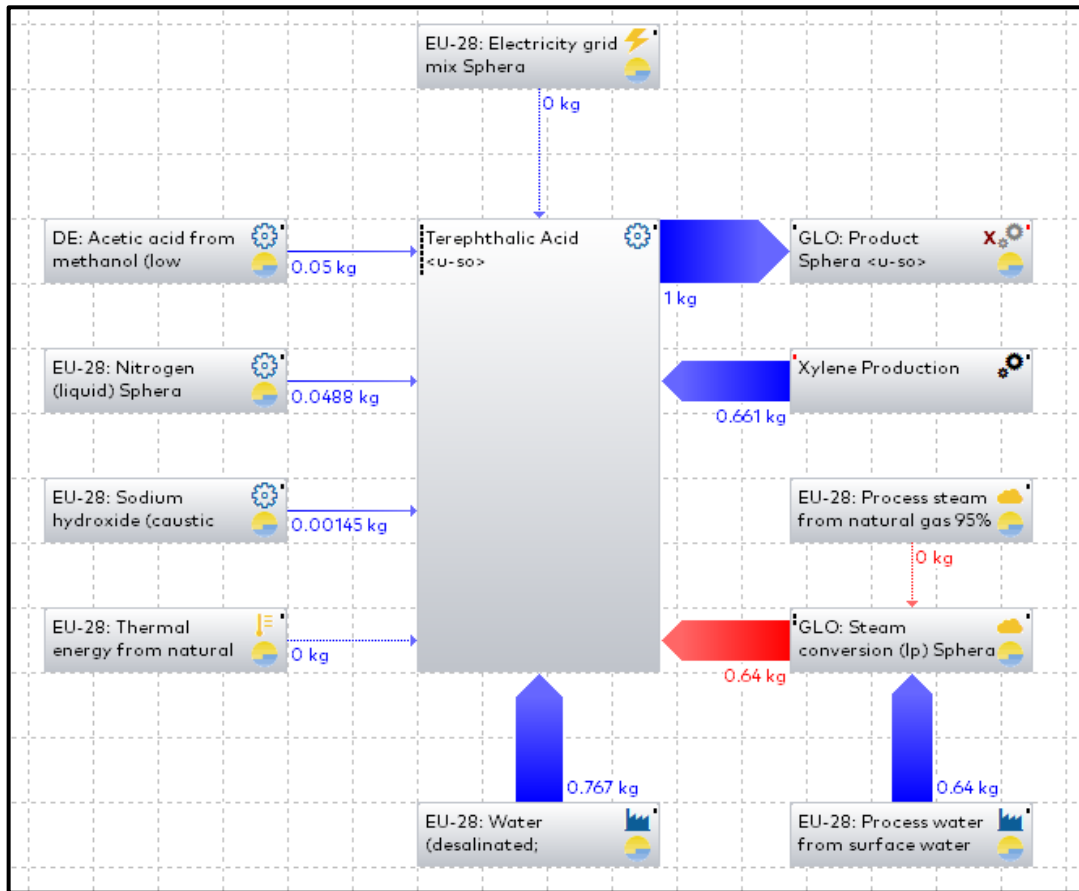 EU-28: Electricity grid
mix Sphera
0 kg
DE: Acetic acid from
methanol (low
0.05 kg
Terephthalic Acid
<u-so>
1 kg
GLO: Product
Sphera <u-so>
X
EU-28: Nitrogen
(liquid) Sphera
0.0488 kg
Xylene Production
0.661 kg
EU-28: Sodium
hydroxide (caustic
0.00145 kg
EU-28: Process steam
from natural gas 95%
0 kg
EU-28: Thermal
energy from natural
0 kg
GLO: Steam
conversion (lp) Sphera
0.64 kg
0.767 kg
EU-28: Water
(desalinated;
0.64 kg
EU-28: Process water
from surface water